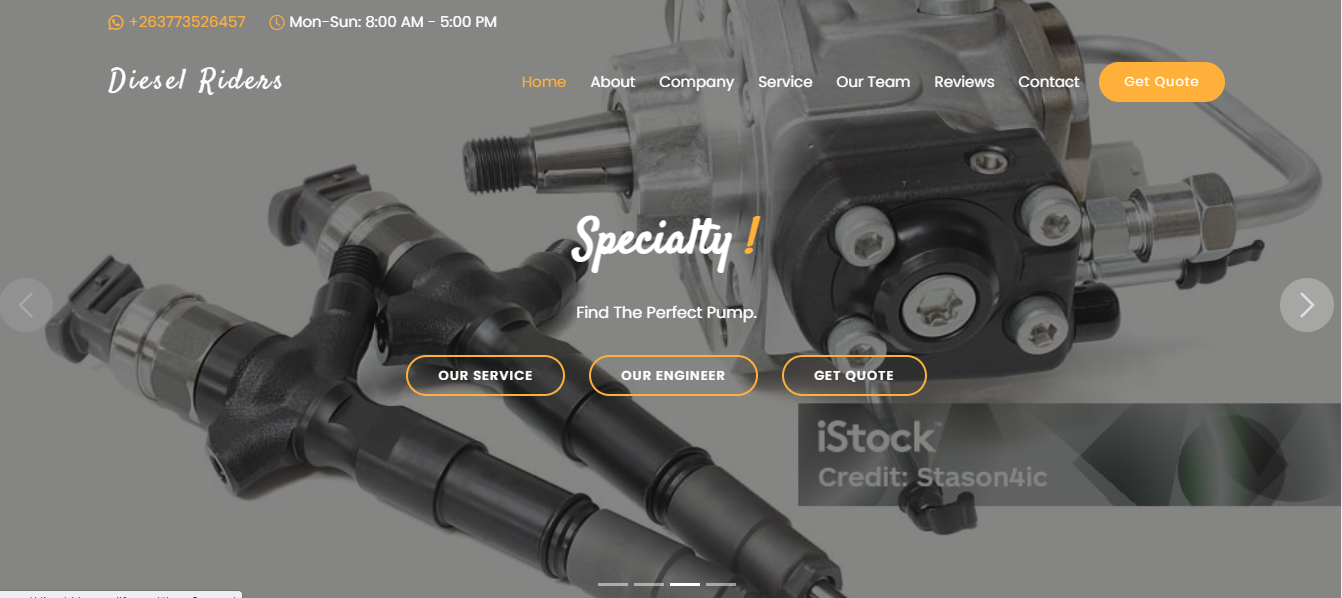 +263773526457 Mon-Sun: 8:00 AM - 5:00 PM
Diesel Riders Home About Company Service Our Team Reviews Contact Get Quote
Specialty !
Find The Perfect Pump.
OUR SERVICE OUR ENGINEER GET QUOTE
iStock™
Credit: Stason4ic